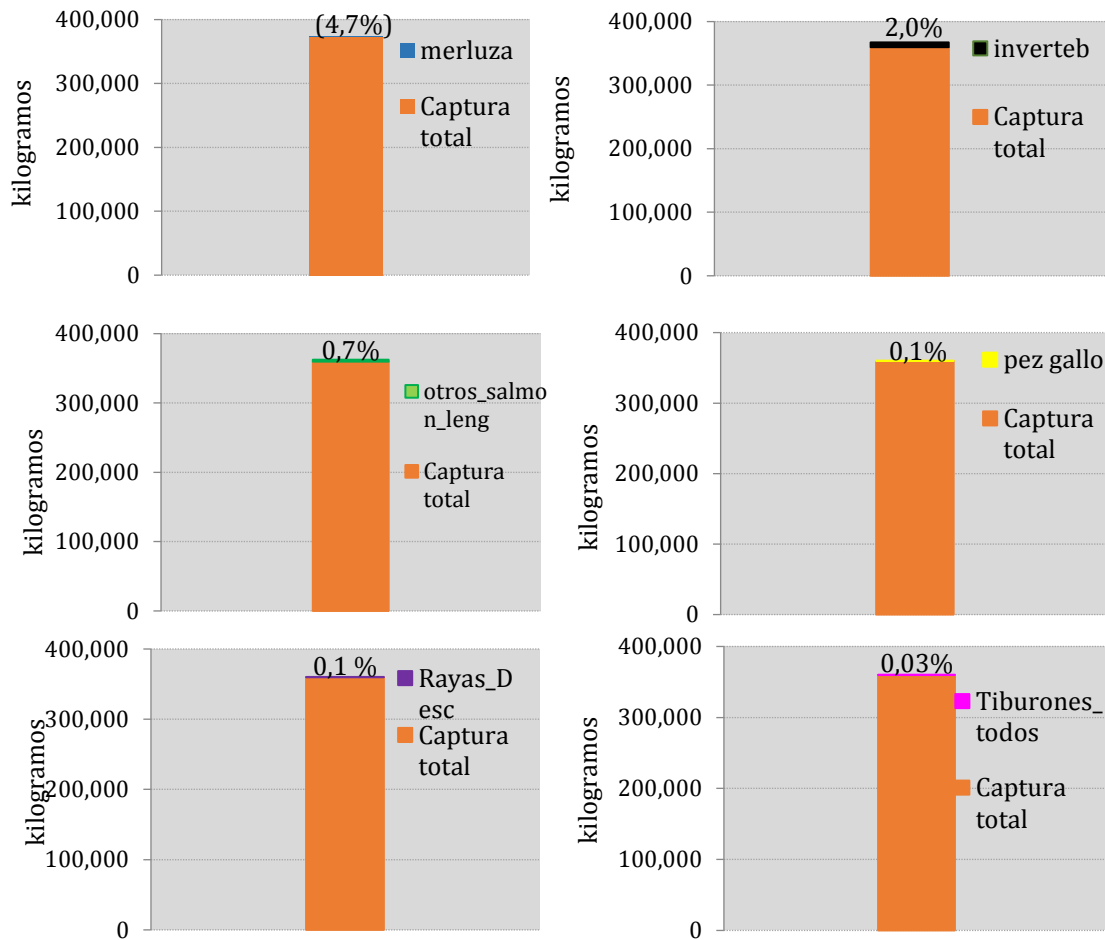 kilogramos
400,000
300,000
200,000
100,000
0
(4,7%)
merluza
Captura
total
kilogramos
400,000
300,000
200,000
100,000
0
2,0%
inverteb
Captura
total
kilogramos
400,000
300,000
200,000
100,000
0
0,7%
otros_salmo
n_leng
Captura
total
kilogramos
400,000
300,000
200,000
100,000
0
0,1%
pez gallo
Captura
total
kilogramos
400,000
300,000
200,000
100,000
0
0,1 %
Rayas_D
esc
Captura
total
kilogramos
400,000
300,000
200,000
100,000
0
0,03%
Tiburones_
todos
Captura
total